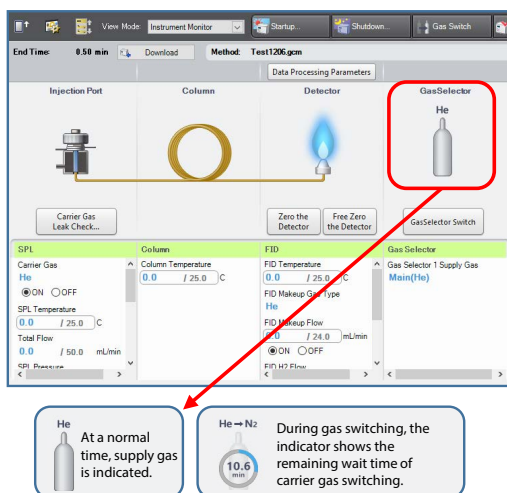 View Mode: Instrument Monitor Startup... Shutdown... Gas Switch
End Time: 0.50 min Download Method: Test1206.gcm
Data Processing Parameters
Injection Port Column Detector GasSelector
He
Carrier Gas
Leak Check...
Zero the
Detector
Free Zero
the Detector
GasSelector Switch
SPL
Carrier Gas
He
ON OFF
SPL Temperature
0.0 / 25.0 C
Total Flow
0.0 / 50.0 mL/min
SPL Pressure
Column
Column Temperature
0.0 / 25.0 C
FID
FID Temperature
0.0 / 25.0 C
FID Makeup Gas Type
He
FID Makeup Flow
0.0 / 24.0 mL/min
ON OFF
FID H2 Flow
Gas Selector
Gas Selector 1 Supply Gas
Main(He)
He
At a normal
time, supply gas
is indicated.
He→N2
10.6
min
During gas switching, the
indicator shows the
remaining wait time of
carrier gas switching.